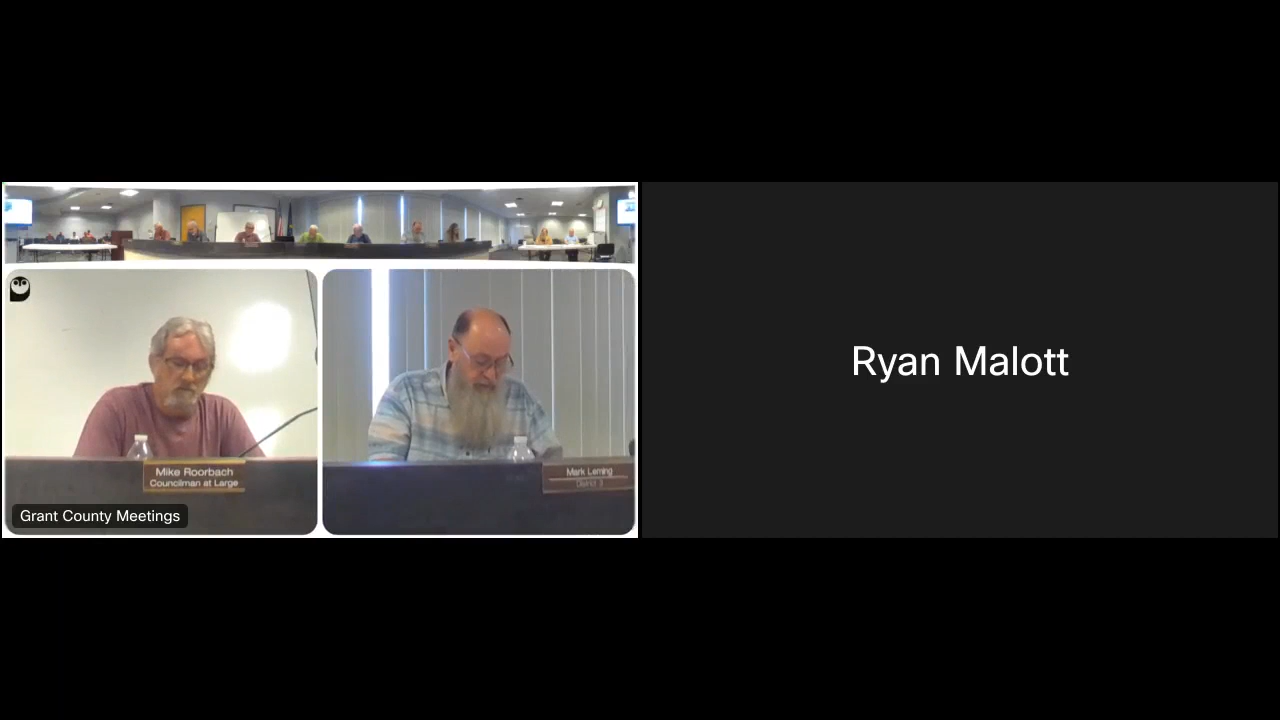 Mike Roorbach
Councilman at Large
Mark Leming
District 3
Grant County Meetings
Ryan Malott